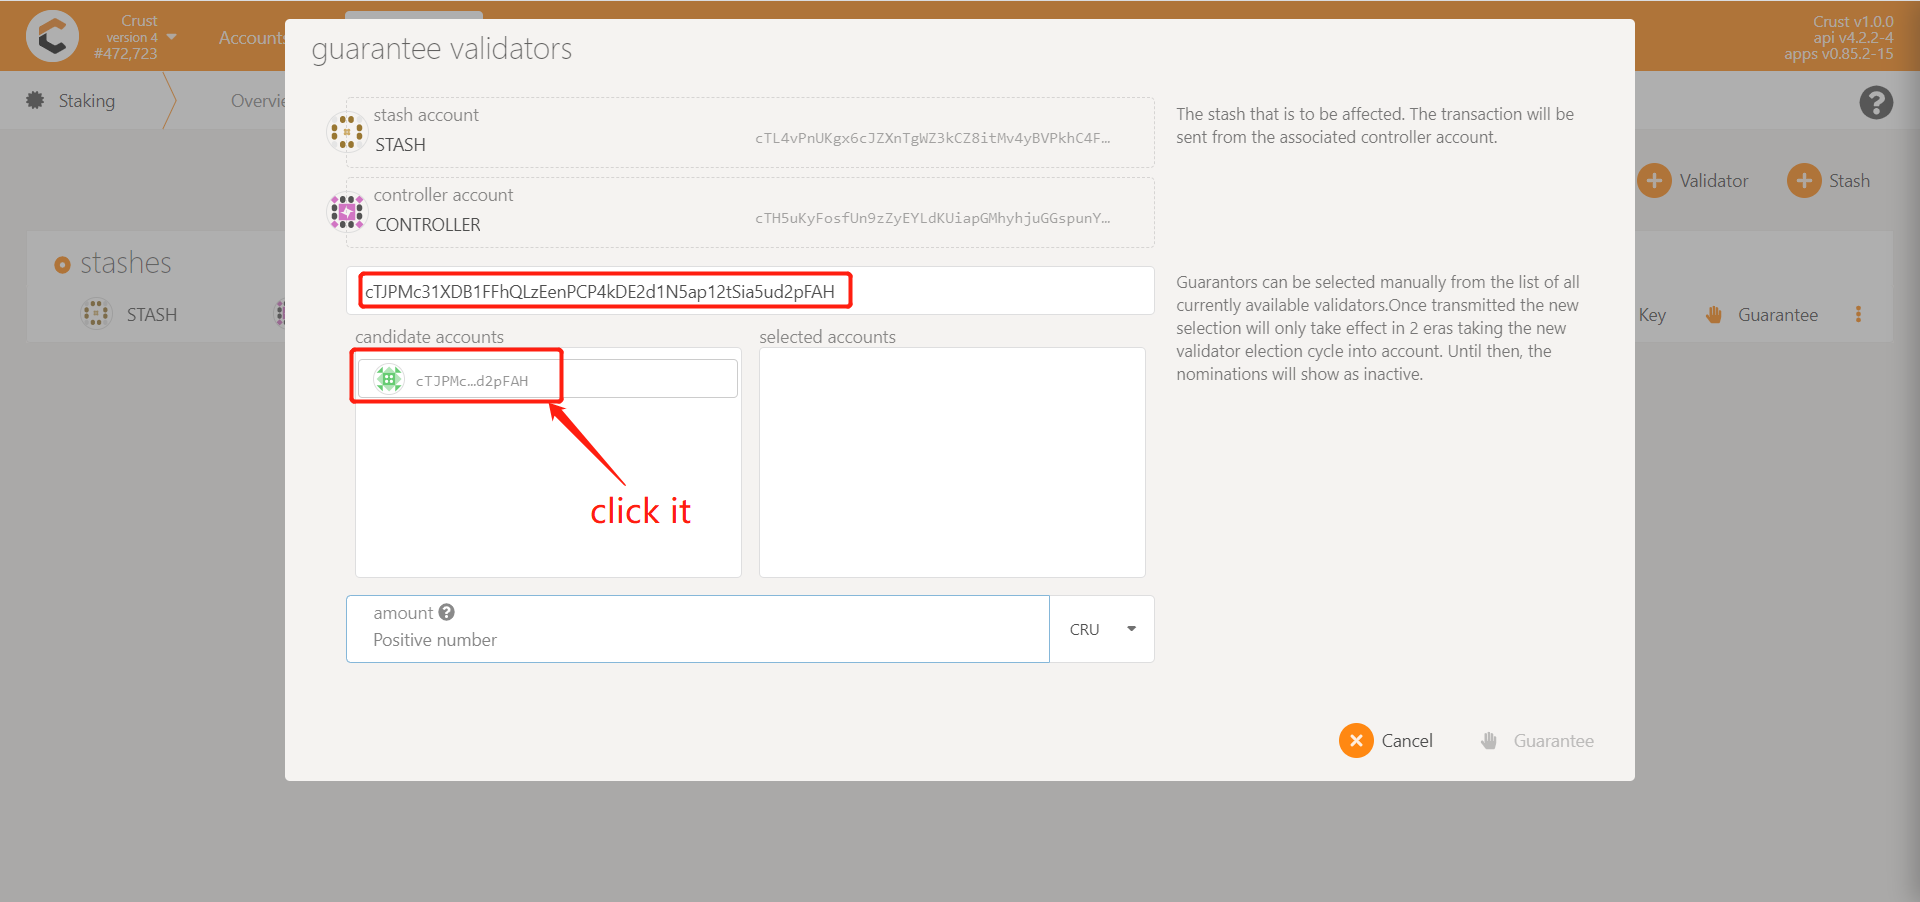 Crust
version 4
#472,723
Accounts
Crust v1.0.0
api v4.2.2-4
apps v0.85.2-15
Staking
Overvie
guarantee validators
stash account
STASH
cTL4vPnUKgx6cJZXnTgWZ3kCZ8itMv4yBVPkhC4F…
The stash that is to be affected. The transaction will be
sent from the associated controller account.
controller account
CONTROLLER
cTH5uKyFosfUn9zZyEYLdKUiapGMhyhjuGGspunY…
Validator
Stash
stashes
STASH
Key
Guarantee
cTJPMc31XDB1FFhQLzEenPCP4kDE2d1N5ap12tSia5ud2pFAH
Guarantors can be selected manually from the list of all
currently available validators.Once transmitted the new
selection will only take effect in 2 eras taking the new
validator election cycle into account. Until then, the
nominations will show as inactive.
candidate accounts
selected accounts
cTJPMc…d2pFAH
click it
amount
Positive number
CRU
Cancel
Guarantee